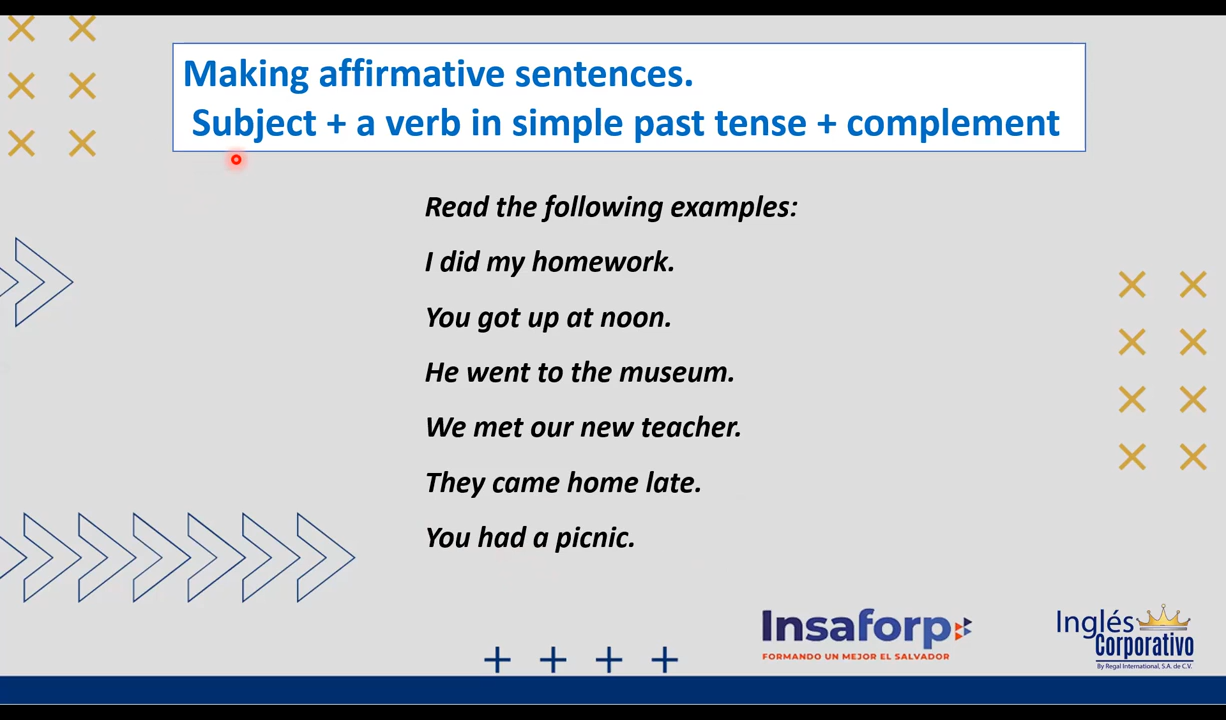 Making affirmative sentences.
Subject + a verb in simple past tense + complement
Read the following examples:
I did my homework.
You got up at noon.
He went to the museum.
We met our new teacher.
They came home late.
You had a picnic.
Insaforp
FORMANDO UN MEJOR EL SALVADOR
Inglés
Corporativo
By Regal International, S.A. de C.V.